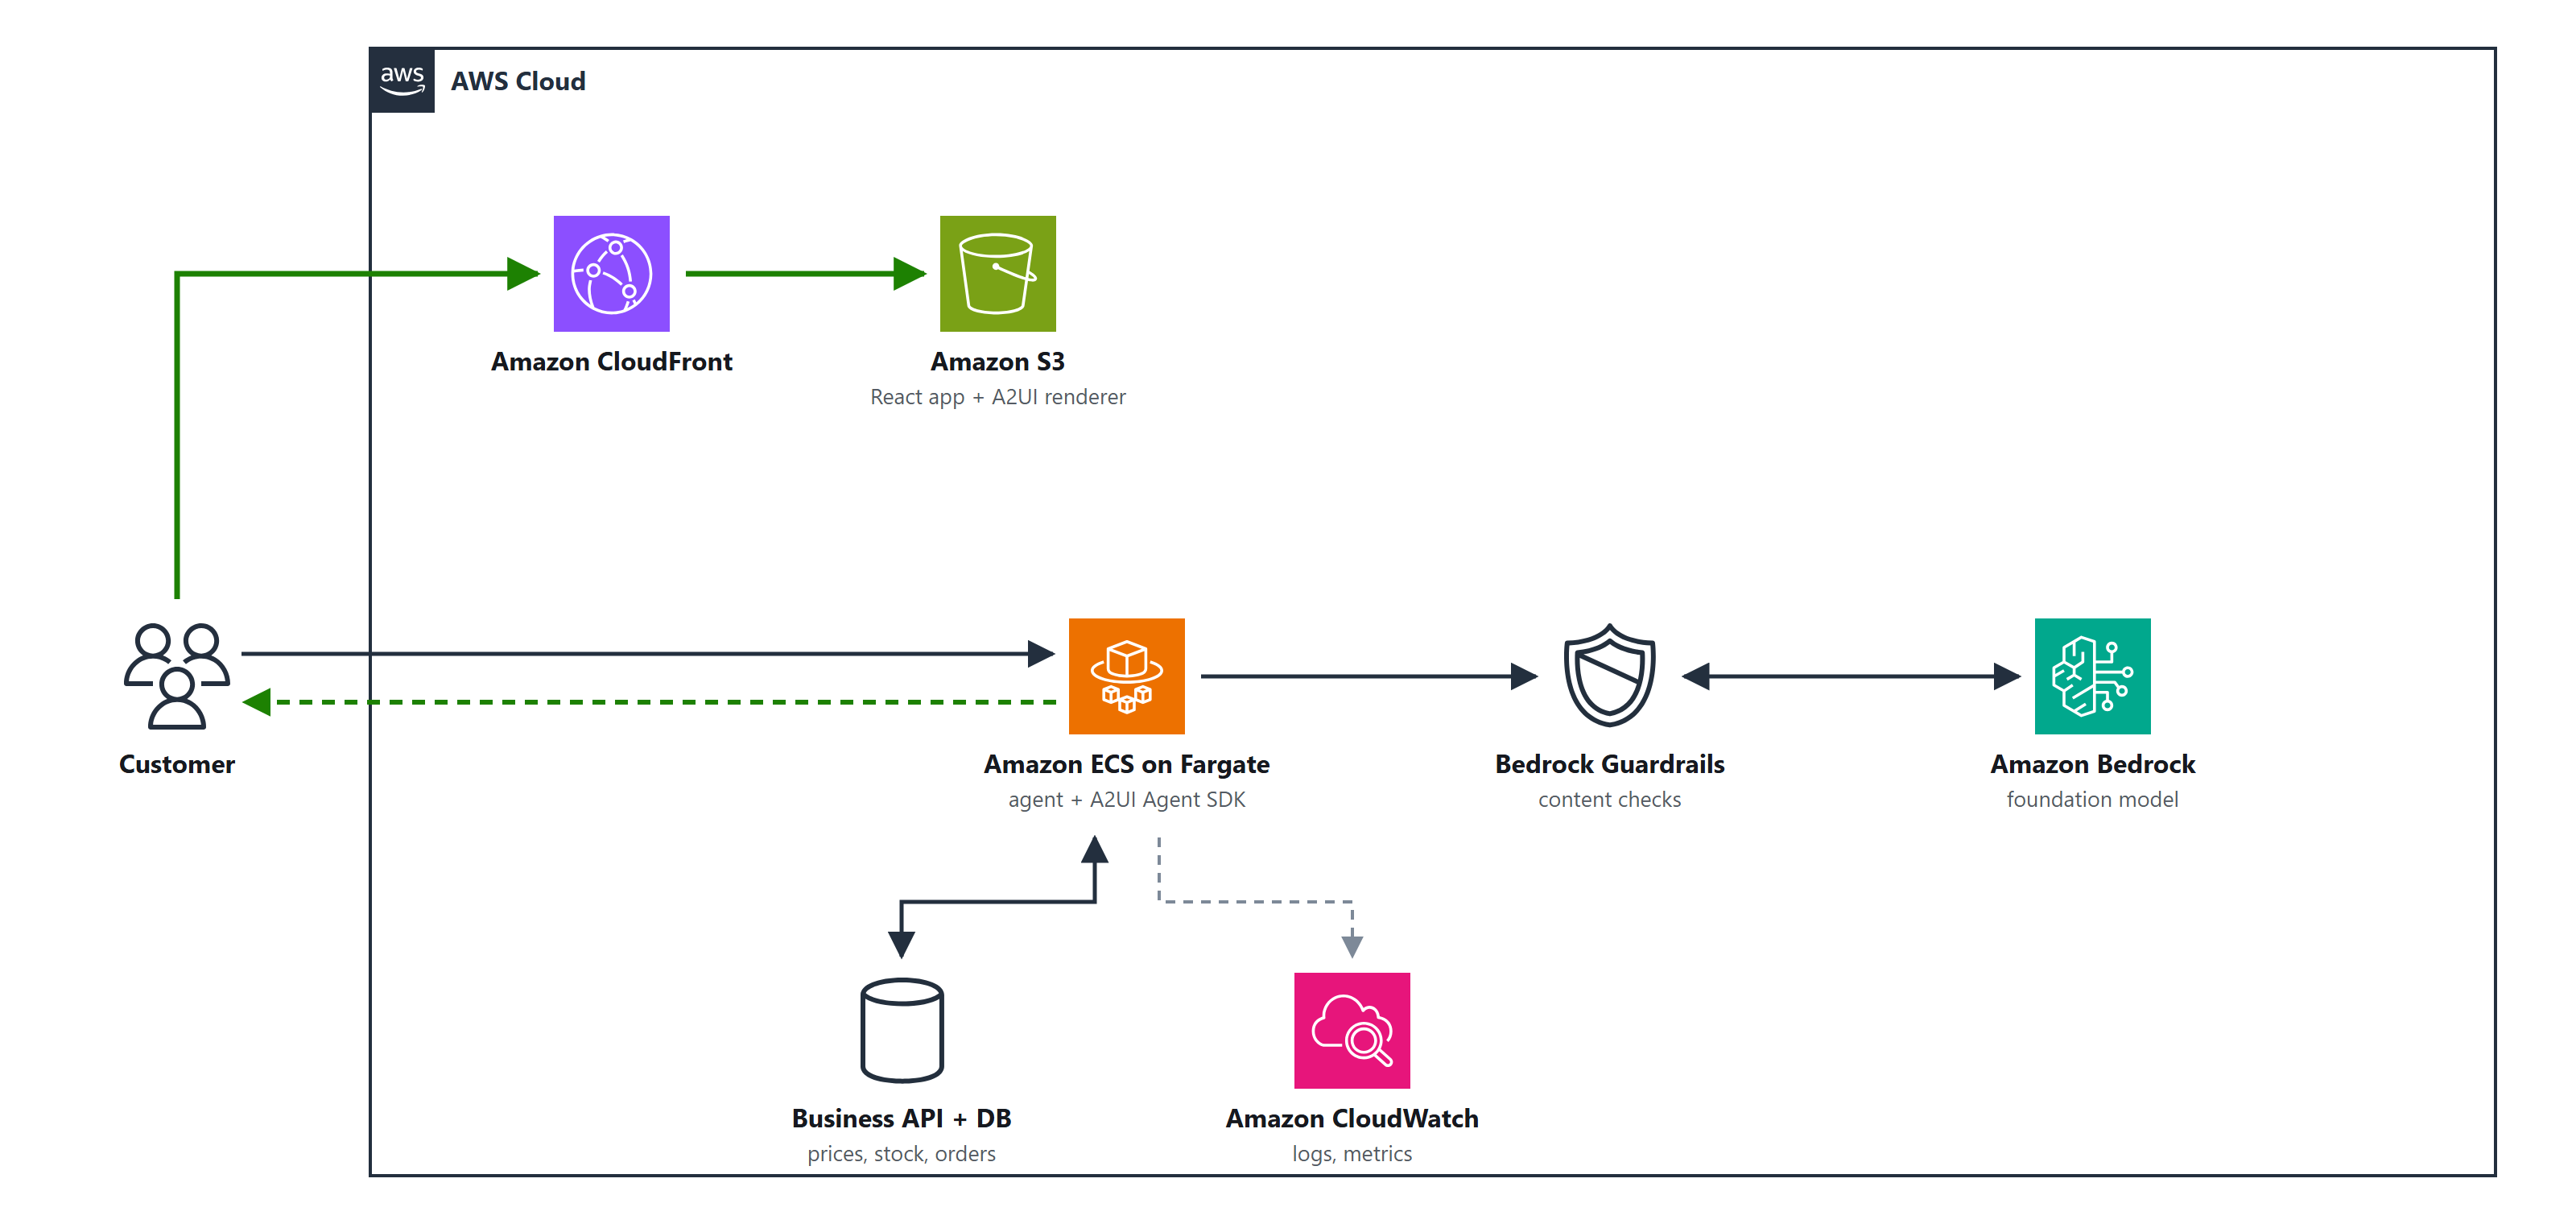 aws
AWS Cloud
Amazon CloudFront
Amazon S3
React app + A2UI renderer
Customer
Amazon ECS on Fargate
agent + A2UI Agent SDK
Bedrock Guardrails
content checks
Amazon Bedrock
foundation model
Business API + DB
prices, stock, orders
Amazon CloudWatch
logs, metrics